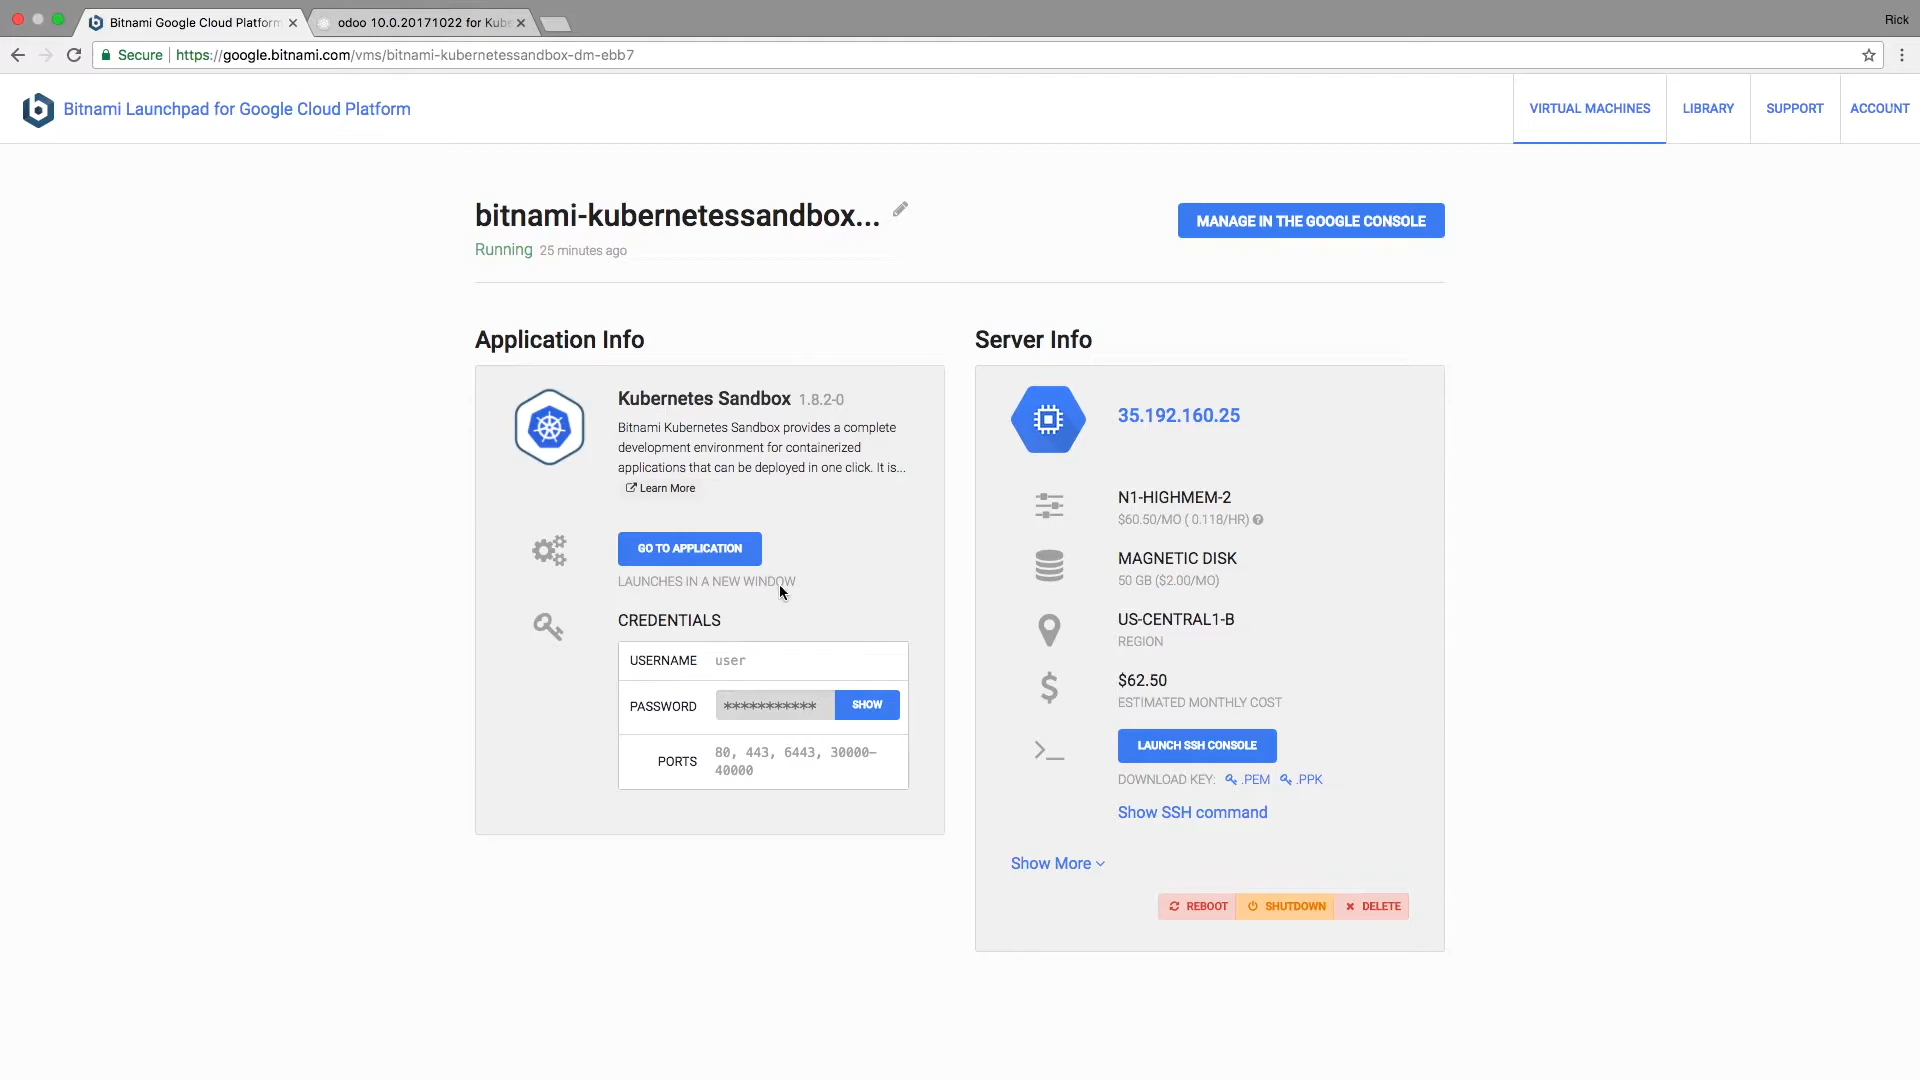 Bitnami Google Cloud Platform
odoo 10.0.20171022 for Kube
Rick
Secure
https://google.bitnami.com/vms/bitnami-kubernetessandbox-dm-ebb7
Bitnami Launchpad for Google Cloud Platform
VIRTUAL MACHINES
LIBRARY
SUPPORT
ACCOUNT
bitnami-kubernetessandbox...
MANAGE IN THE GOOGLE CONSOLE
Running 25 minutes ago
Application Info
Kubernetes Sandbox 1.8.2-0
Bitnami Kubernetes Sandbox provides a complete
development environment for containerized
applications that can be deployed in one click. It is...
Learn More
GO TO APPLICATION
LAUNCHES IN A NEW WINDOW
CREDENTIALS
USERNAME user
PASSWORD *********** SHOW
PORTS 80, 443, 6443, 30000-
40000
Server Info
35.192.160.25
N1-HIGHMEM-2
$60.50/MO ( 0.118/HR)
MAGNETIC DISK
50 GB ($2.00/MO)
US-CENTRAL1-B
REGION
$62.50
ESTIMATED MONTHLY COST
LAUNCH SSH CONSOLE
DOWNLOAD KEY: .PEM .PPK
Show SSH command
Show More
REBOOT SHUTDOWN DELETE